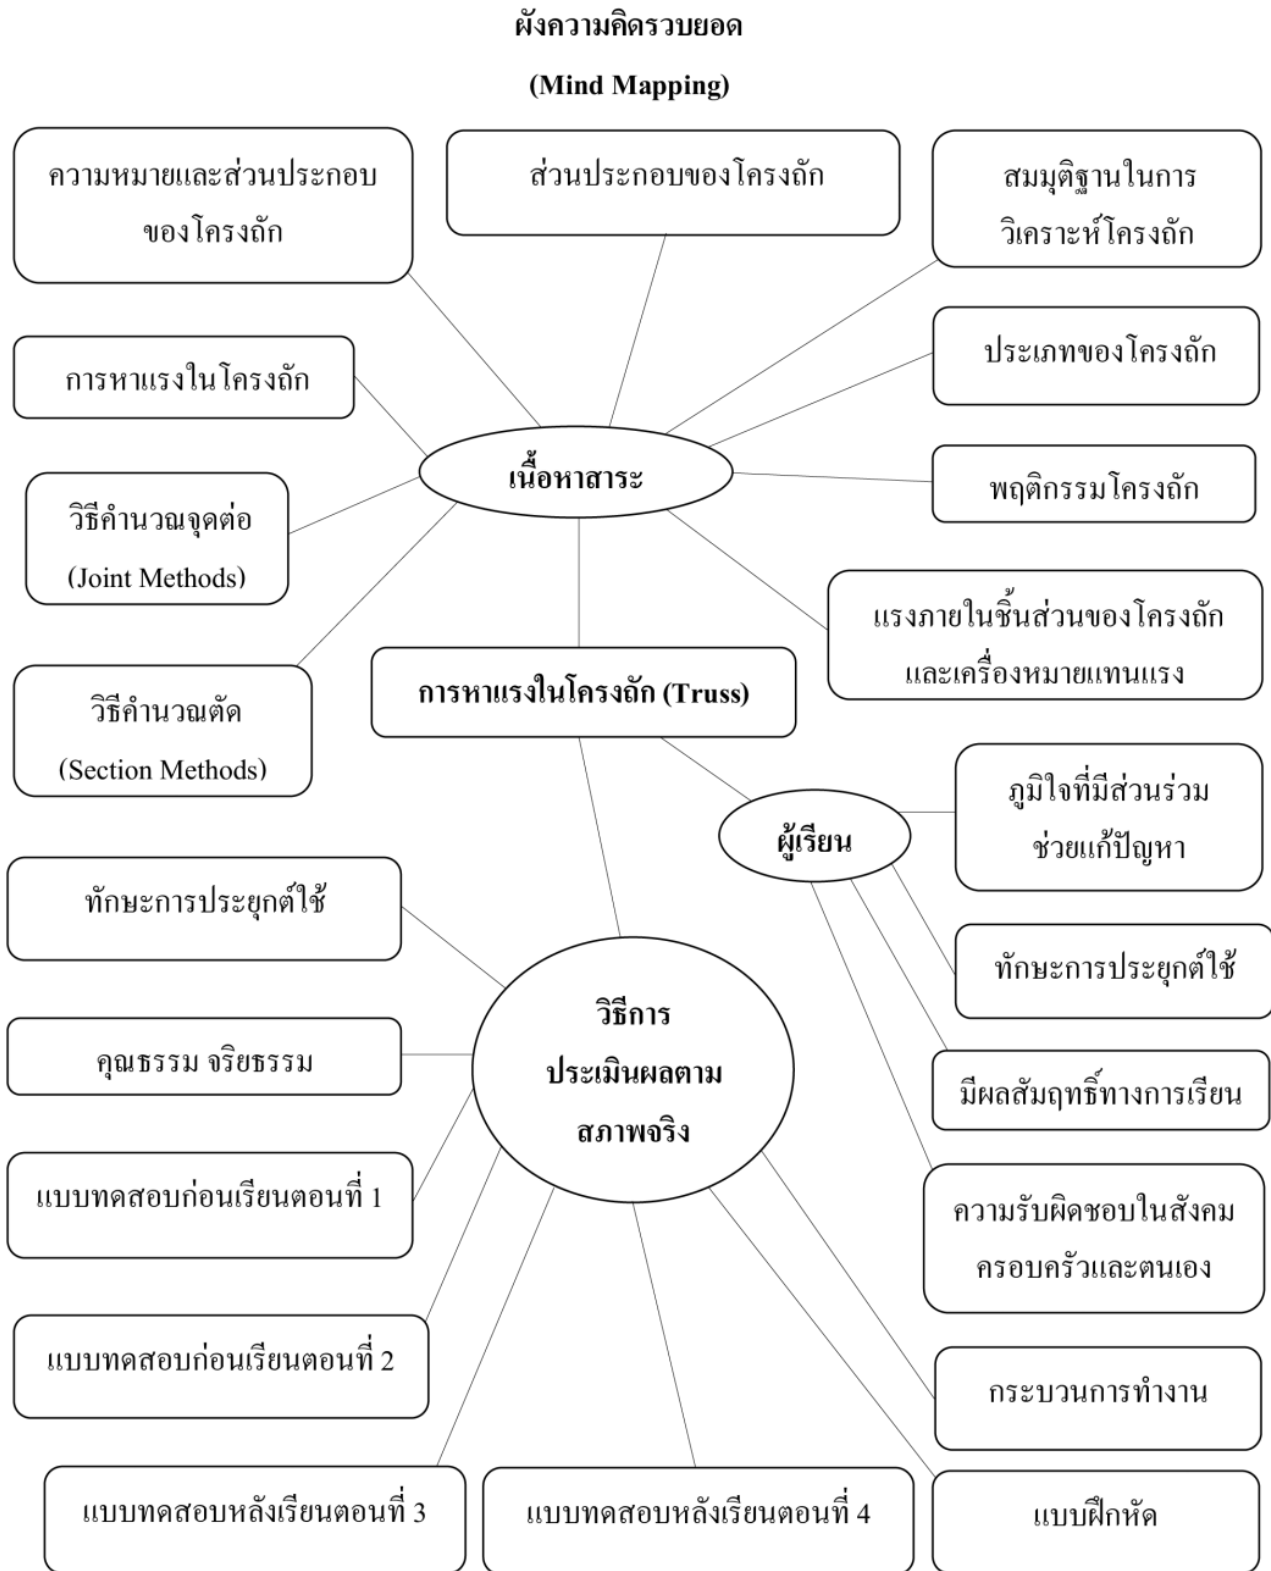 ผังความคิดรวบยอด
(Mind Mapping)
ความหมายและส่วนประกอบ
ของโครงถัก
ส่วนประกอบของโครงถัก
สมมุติฐานในการ
วิเคราะห์โครงถัก
การหาแรงในโครงถัก
ประเภทของโครงถัก
เนื้อหาสาระ
พฤติกรรมโครงถัก
วิธีคำนวณจุดต่อ
(Joint Methods)
แรงภายในชิ้นส่วนของโครงถัก
และเครื่องหมายแทนแรง
วิธีคำนวณตัด
(Section Methods)
การหาแรงในโครงถัก (Truss)
ผู้เรียน
ภูมิใจที่มีส่วนร่วม
ช่วยแก้ปัญหา
ทักษะการประยุกต์ใช้
ทักษะการประยุกต์ใช้
วิธีการ
ประเมินผลตาม
สภาพจริง
คุณธรรม จริยธรรม
มีผลสัมฤทธิ์ทางการเรียน
แบบทดสอบก่อนเรียนตอนที่ 1
ความรับผิดชอบในสังคม
ครอบครัวและตนเอง
แบบทดสอบก่อนเรียนตอนที่ 2
กระบวนการทำงาน
แบบทดสอบหลังเรียนตอนที่ 3
แบบทดสอบหลังเรียนตอนที่ 4
แบบฝึกหัด